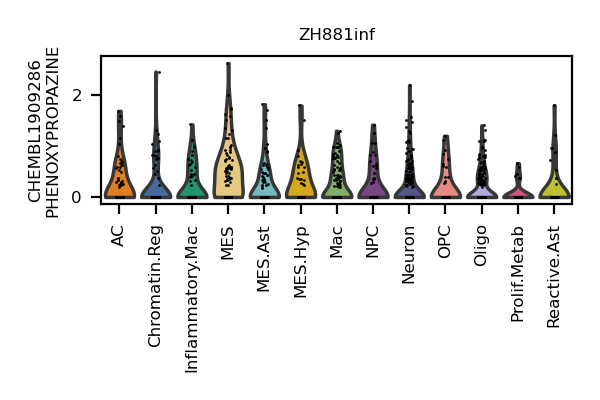 ZH881inf
CHEMBL1909286
PHENOXYPROPAZINE
2
0
AC
Chromatin.Reg
Inflammatory.Mac
MES
MES.Ast
MES.Hyp
Mac
NPC
Neuron
OPC
Oligo
Prolif.Metab
Reactive.Ast